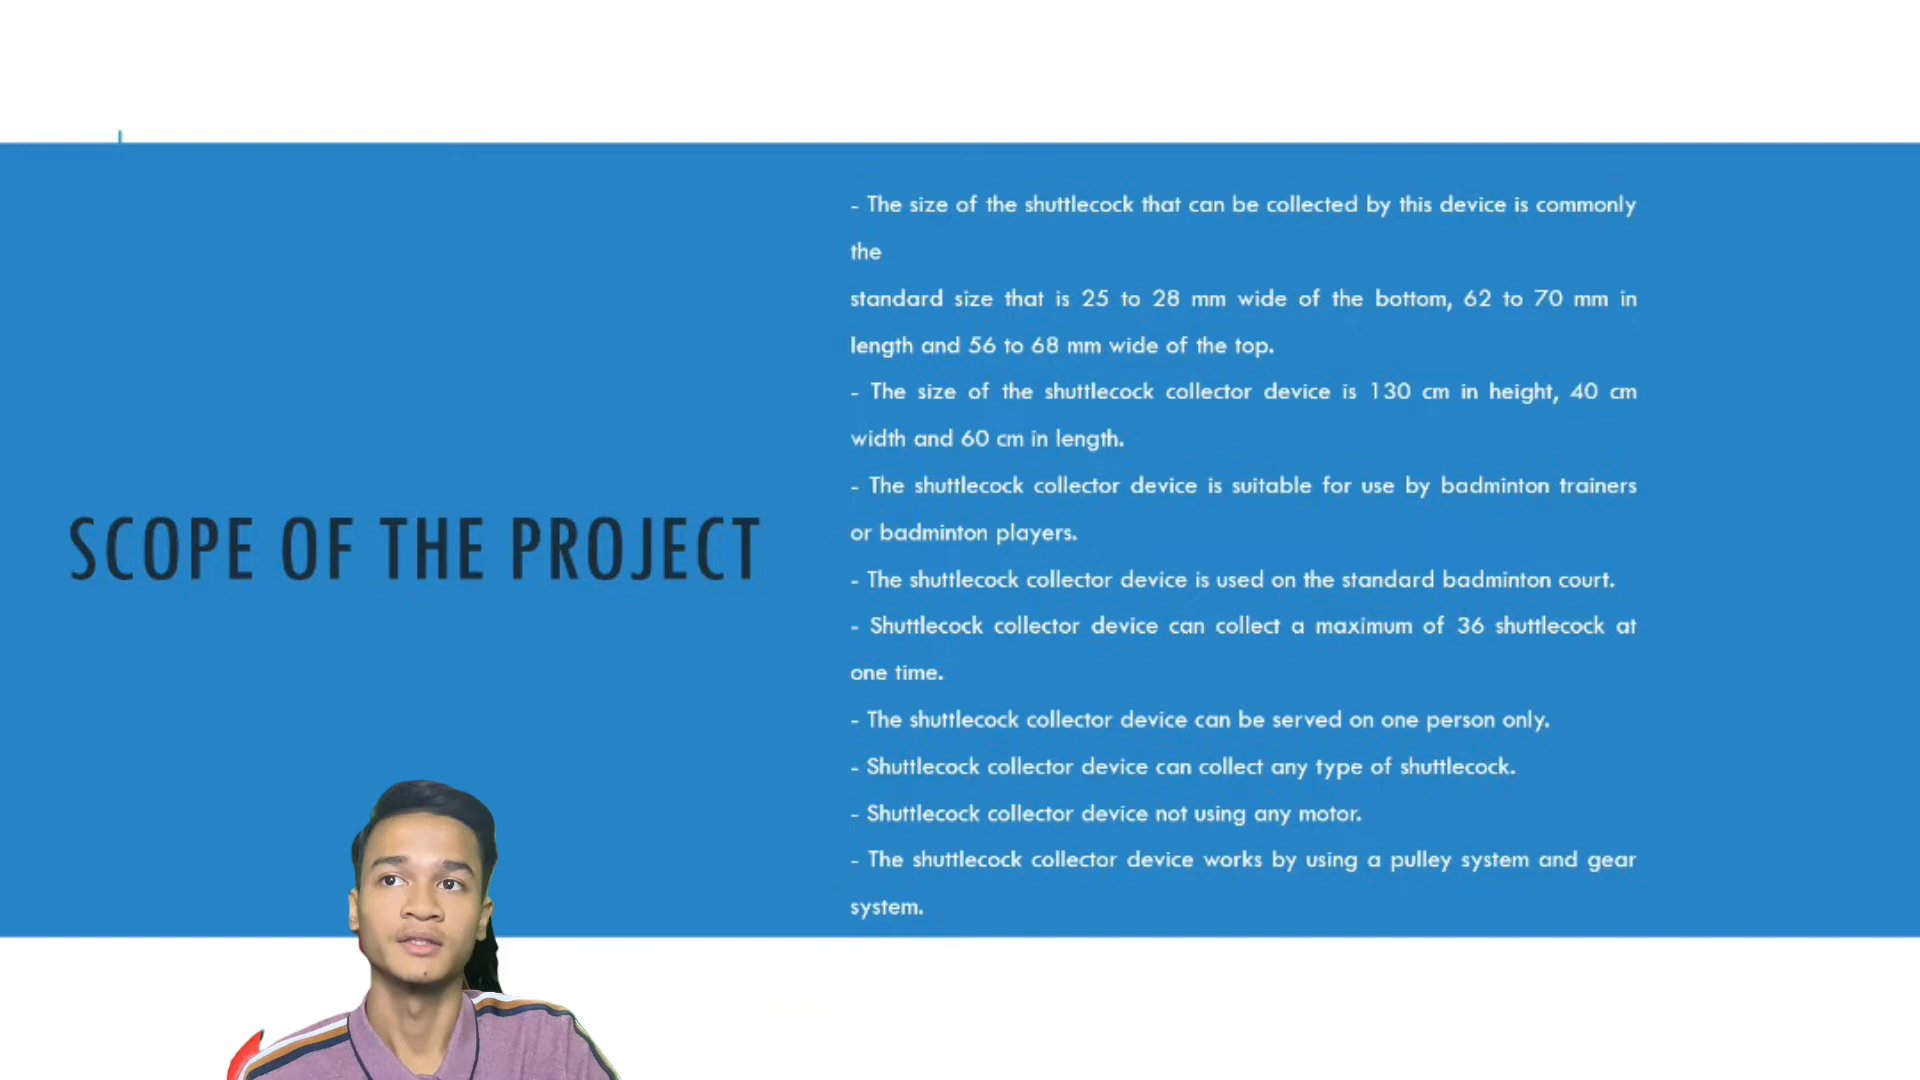 SCOPE OF THE PROJECT
- The size of the shuttlecock that can be collected by this device is commonly
the
standard size that is 25 to 28 mm wide of the bottom, 62 to 70 mm in
length and 56 to 68 mm wide of the top.
- The size of the shuttlecock collector device is 130 cm in height, 40 cm
width and 60 cm in length.
- The shuttlecock collector device is suitable for use by badminton trainers
or badminton players.
- The shuttlecock collector device is used on the standard badminton court.
- Shuttlecock collector device can collect a maximum of 36 shuttlecock at
one time.
- The shuttlecock collector device can be served on one person only.
- Shuttlecock collector device can collect any type of shuttlecock.
- Shuttlecock collector device not using any motor.
- The shuttlecock collector device works by using a pulley system and gear
system.